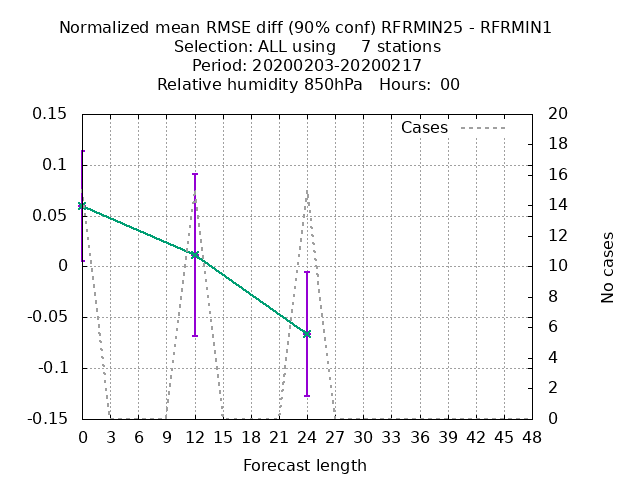 Normalized mean RMSE diff (90% conf) RFRMIN25 - RFRMIN1
Selection: ALL using     7 stations
Period: 20200203-20200217
Relative humidity 850hPa   Hours:  00
Cases
0.15
0.1
0.05
0
-0.05
-0.1
-0.15
20
18
16
14
12
10
8
6
4
2
0
No cases
0 3 6 9 12 15 18 21 24 27 30 33 36 39 42 45 48
Forecast length